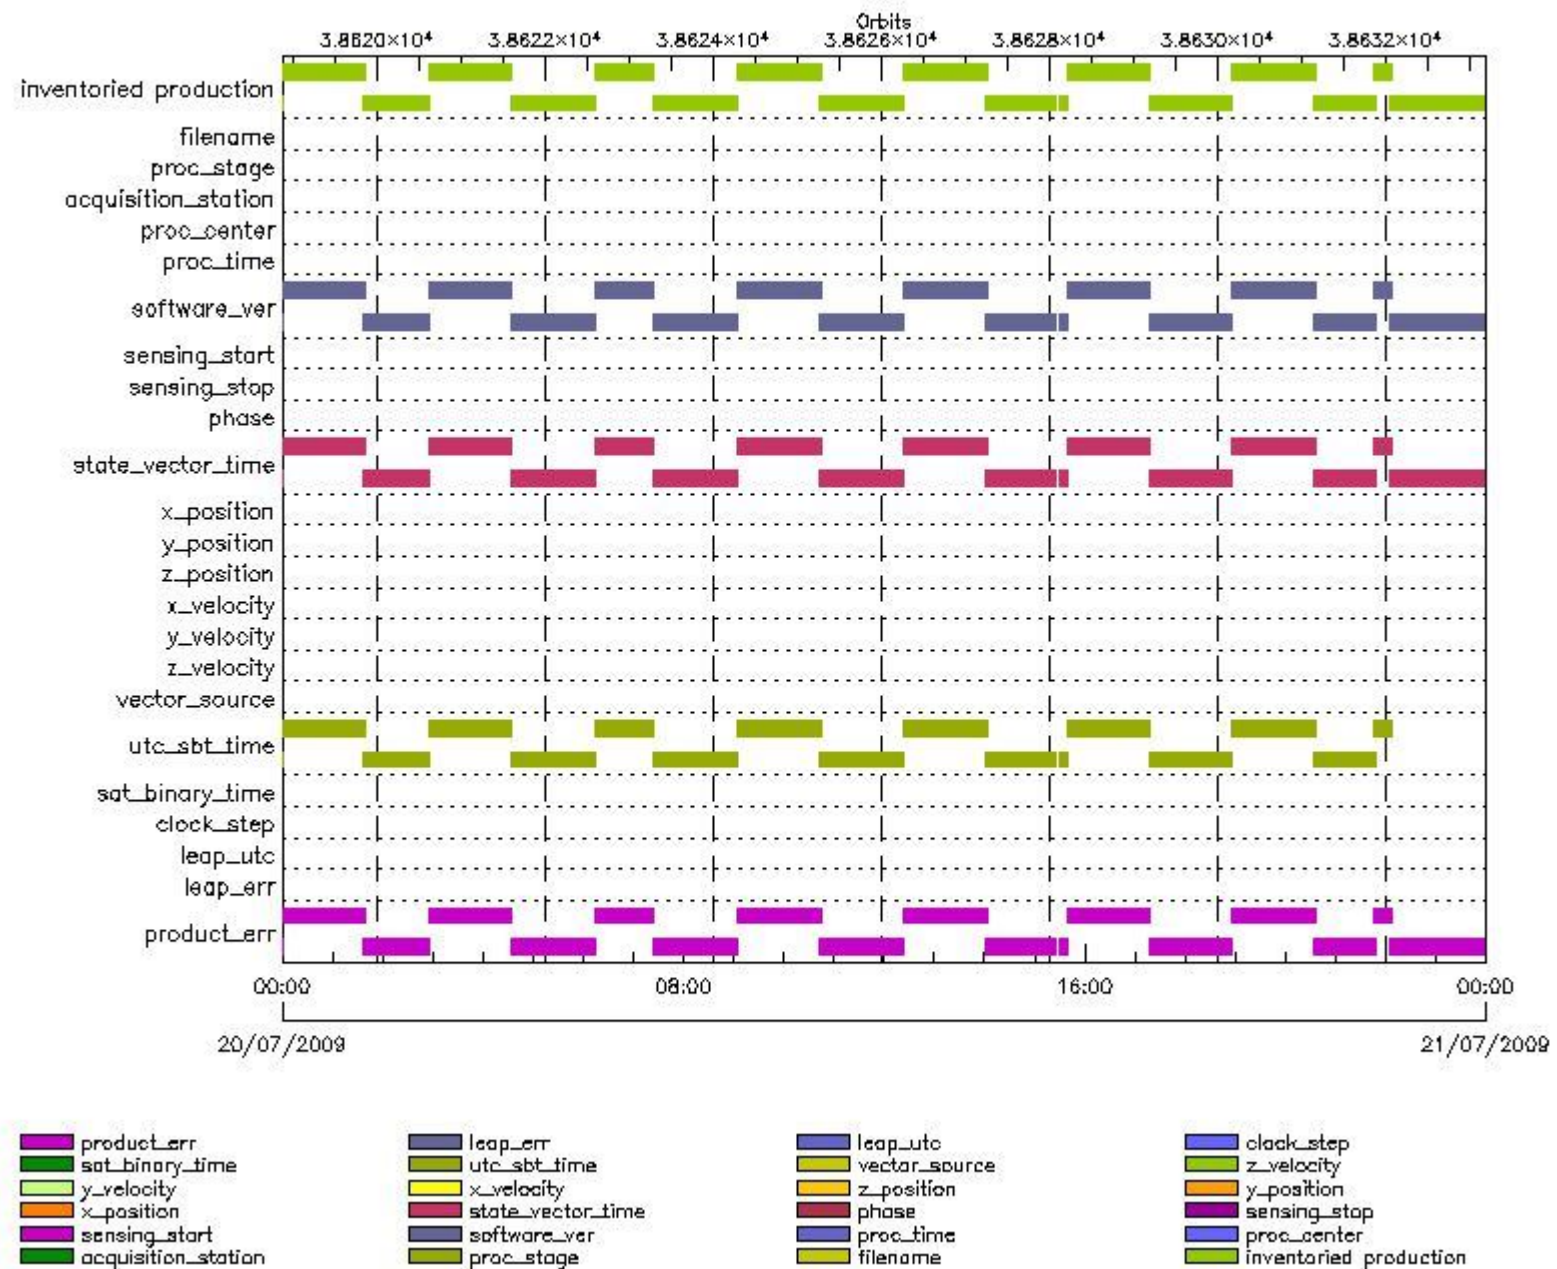 Orbits
3.8620×10⁴ 3.8622×10⁴ 3.8624×10⁴ 3.8626×10⁴ 3.8628×10⁴ 3.8630×10⁴ 3.8632×10⁴
inventoried production
filename
proc_stage
acquisition_station
proc_center
proc_time
software_ver
sensing_start
sensing_stop
phase
state_vector_time
x_position
y_position
z_position
x_velocity
y_velocity
z_velocity
vector_source
utc_sbt_time
sat_binary_time
clock_step
leap_utc
leap_err
product_err
00:00 08:00 16:00 00:00
20/07/2009 21/07/2009
product_err leap_err leap_utc clock_step
sat_binary_time utc_sbt_time vector_source z_velocity
y_velocity x_velocity z_position y_position
x_position state_vector_time phase sensing_stop
sensing_start software_ver proc_time proc_center
acquisition_station proc_stage filename inventoried production